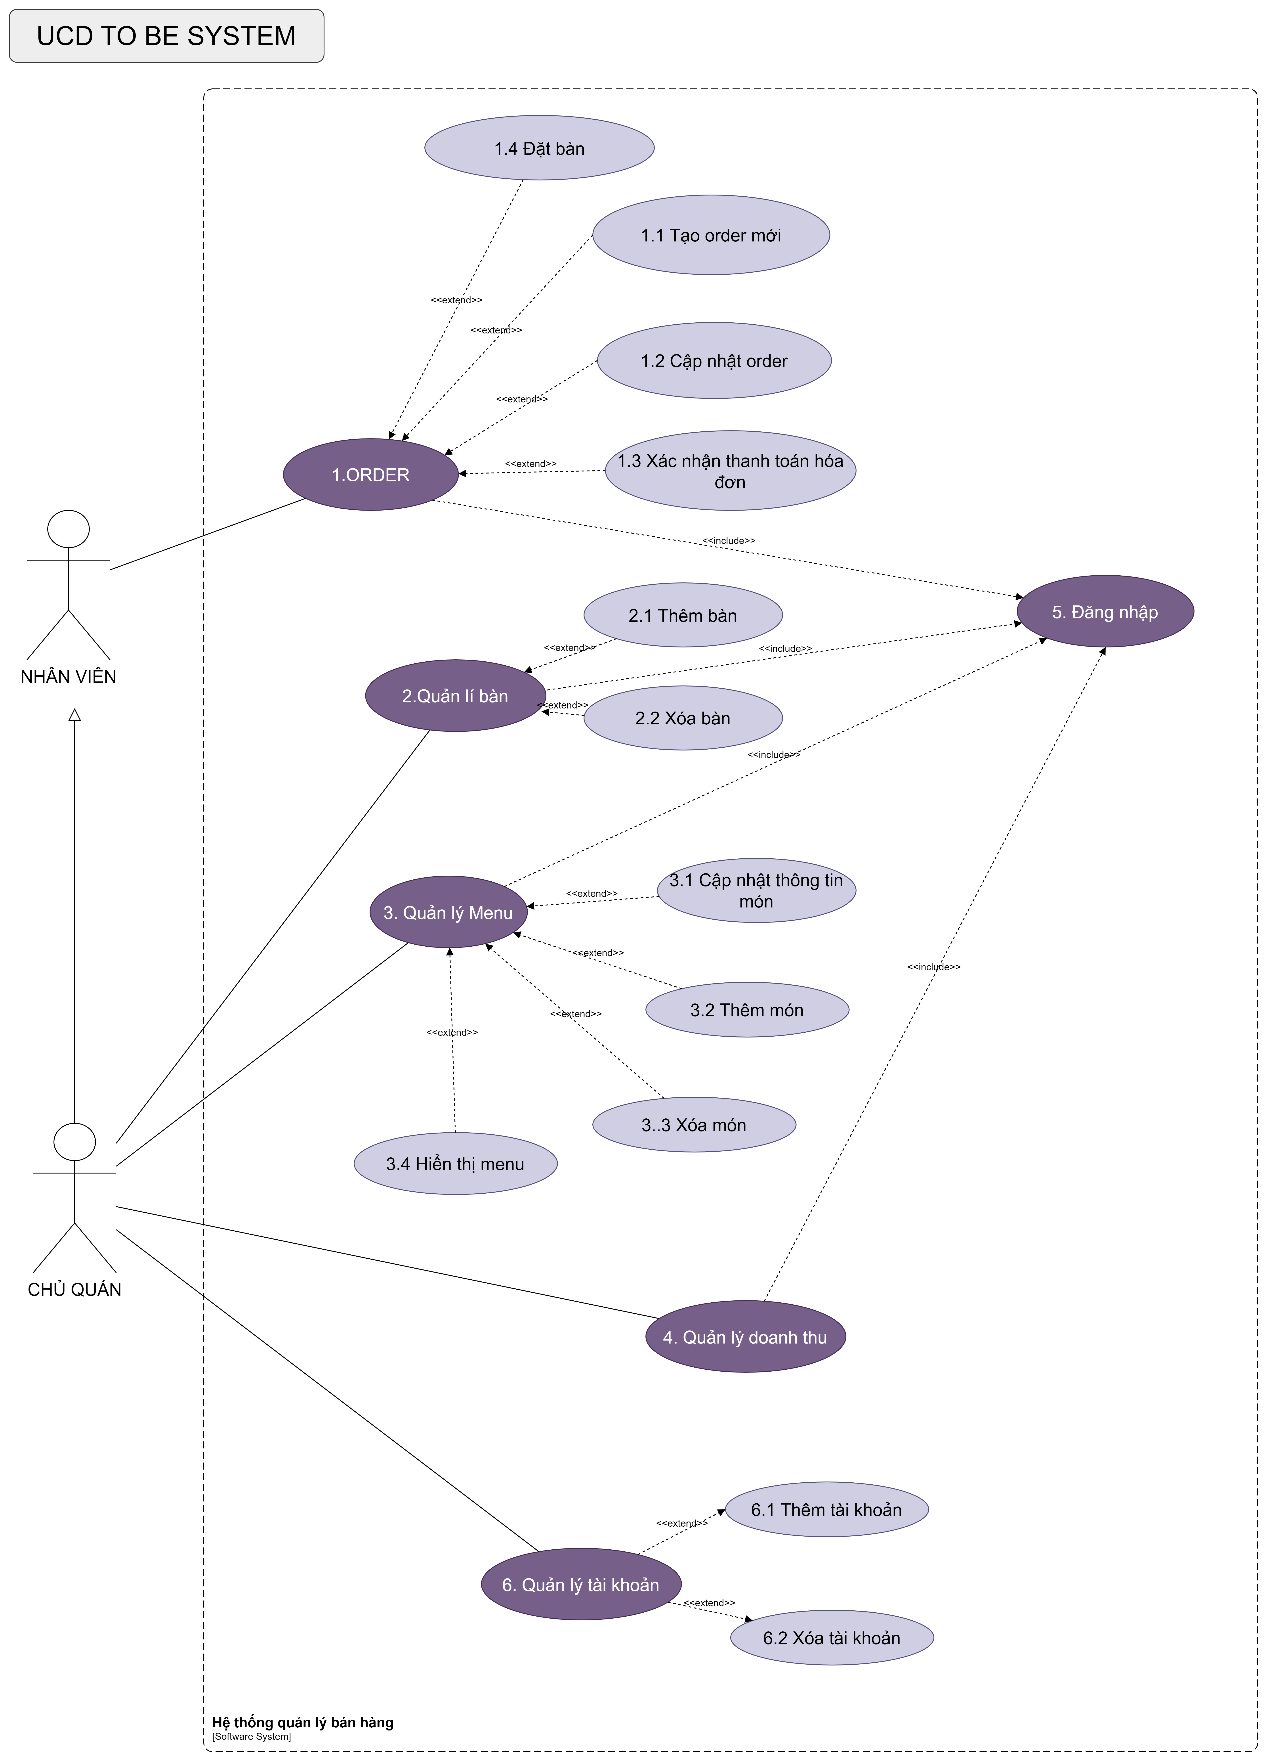 UCD TO BE SYSTEM
1.4 Đặt bàn
1.1 Tạo order mới
<<extend>>
<<extend>>
1.2 Cập nhật order
<<extend>>
1.ORDER
<<extend>>
1.3 Xác nhận thanh toán hóa
đơn
<<include>>
NHÂN VIÊN
5. Đăng nhập
2.1 Thêm bàn
<<extend>>
<<include>>
2.Quản lí bàn
<<extend>>
2.2 Xóa bàn
<<include>>
3.1 Cập nhật thông tin
món
<<extend>>
3. Quản lý Menu
<<extend>>
<<include>>
3.2 Thêm món
<<extend>>
<<extend>>
3..3 Xóa món
3.4 Hiển thị menu
CHỦ QUÁN
4. Quản lý doanh thu
6.1 Thêm tài khoản
<<extend>>
6. Quản lý tài khoản
<<extend>>
6.2 Xóa tài khoản
Hệ thống quản lý bán hàng
[Software System]